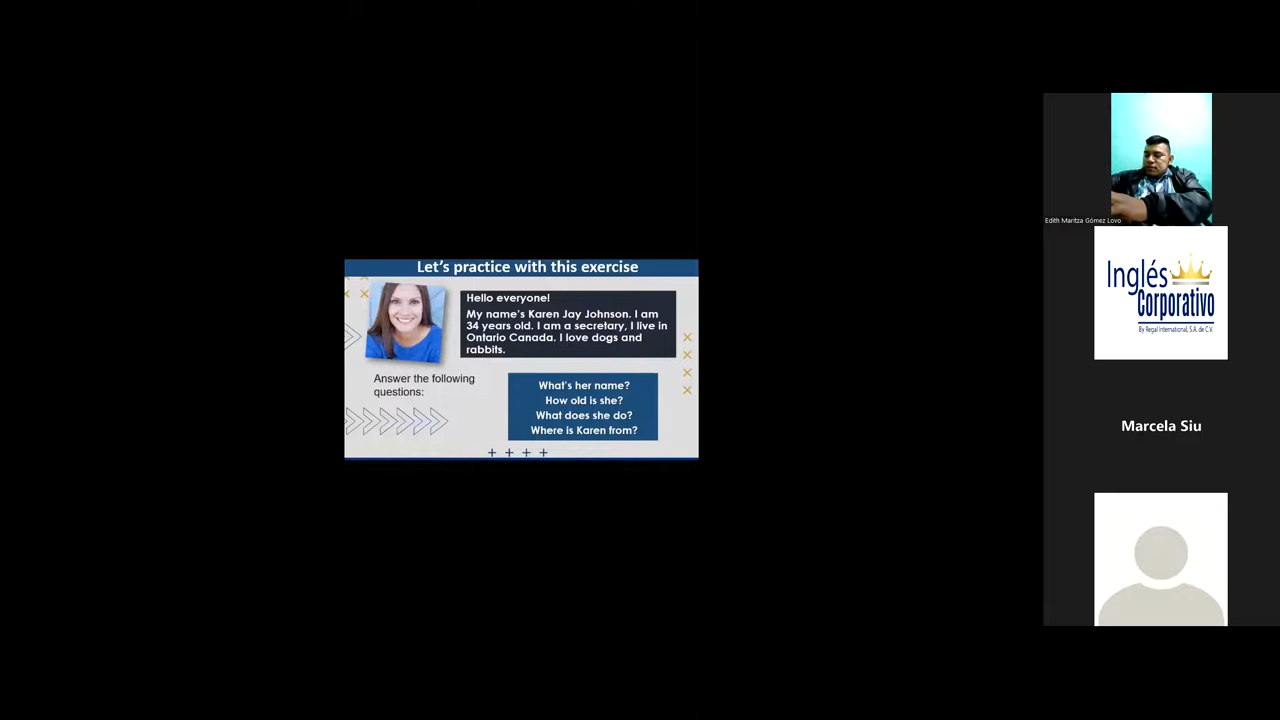 Let's practice with this exercise
Hello everyone!
My name's Karen Jay Johnson. I am
34 years old. I am a secretary, I live in
Ontario Canada. I love dogs and
rabbits.
Answer the following
questions:
What's her name?
How old is she?
What does she do?
Where is Karen from?
Edith Maritza Gómez Lovo
Inglés
Corporativo
By Regal International, S.A. de C.V.
Marcela Siu